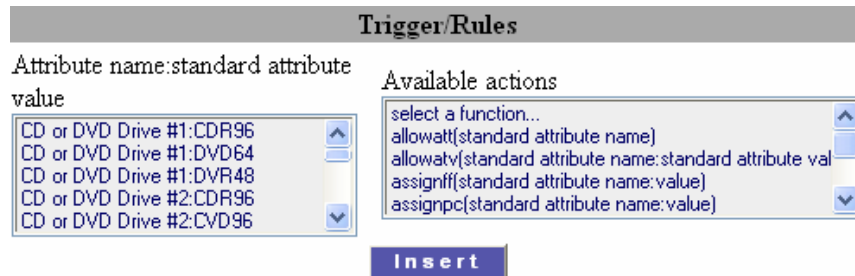 Trigger/Rules
Attribute name:standard attribute
value
CD or DVD Drive #1:CDR96
CD or DVD Drive #1:DVD64
CD or DVD Drive #1:DVR48
CD or DVD Drive #2:CDR96
CD or DVD Drive #2:CVD96
Available actions
select a function...
allowatt(standard attribute name)
allowatv(standard attribute name:standard attribute val
assignff(standard attribute name:value)
assignpc(standard attribute name:value)
Insert